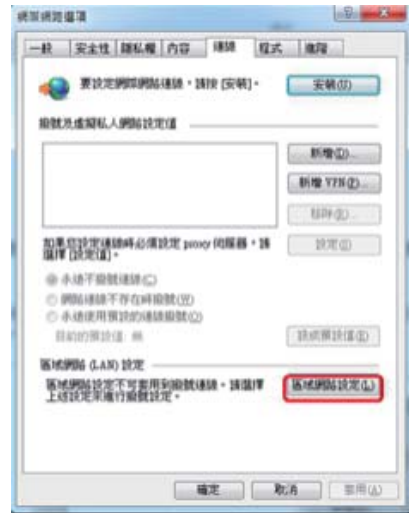 網際網路選項
一般 安全性 隱私權 內容 連線 程式 進階
要設定網際網路連線，請按 [安裝]。
安裝(U)
撥號及虛擬私人網路設定值
新增(D)...
新增 VPN(P)...
移除(R)...
如果您設定連線時必須設定 proxy 伺服器，請
選擇 [設定值]。
設定(S)
永遠不撥號連線(C)
網路連線不存在時撥號(W)
永遠使用預設的連線撥號(O)
目前的預設值 無
設成預設值(E)
區域網路 (LAN) 設定
區域網路設定不可套用到撥號連線。請選擇
上述設定來進行撥號設定。
區域網路設定(L)
確定 取消 套用(A)